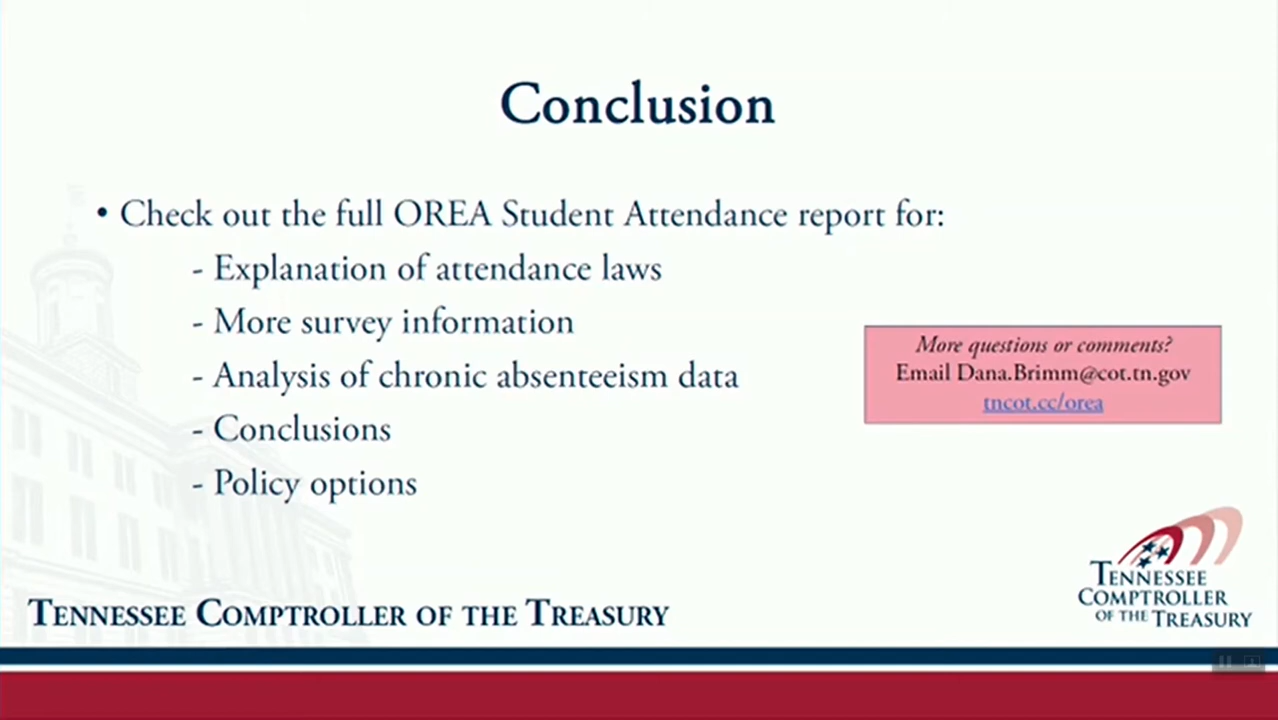 Conclusion
• Check out the full OREA Student Attendance report for:
- Explanation of attendance laws
- More survey information
- Analysis of chronic absenteeism data
- Conclusions
- Policy options
More questions or comments?
Email Dana.Brimm@cot.tn.gov
tncot.cc/orea
TENNESSEE COMPTROLLER OF THE TREASURY
TENNESSEE
COMPTROLLER
OF THE TREASURY